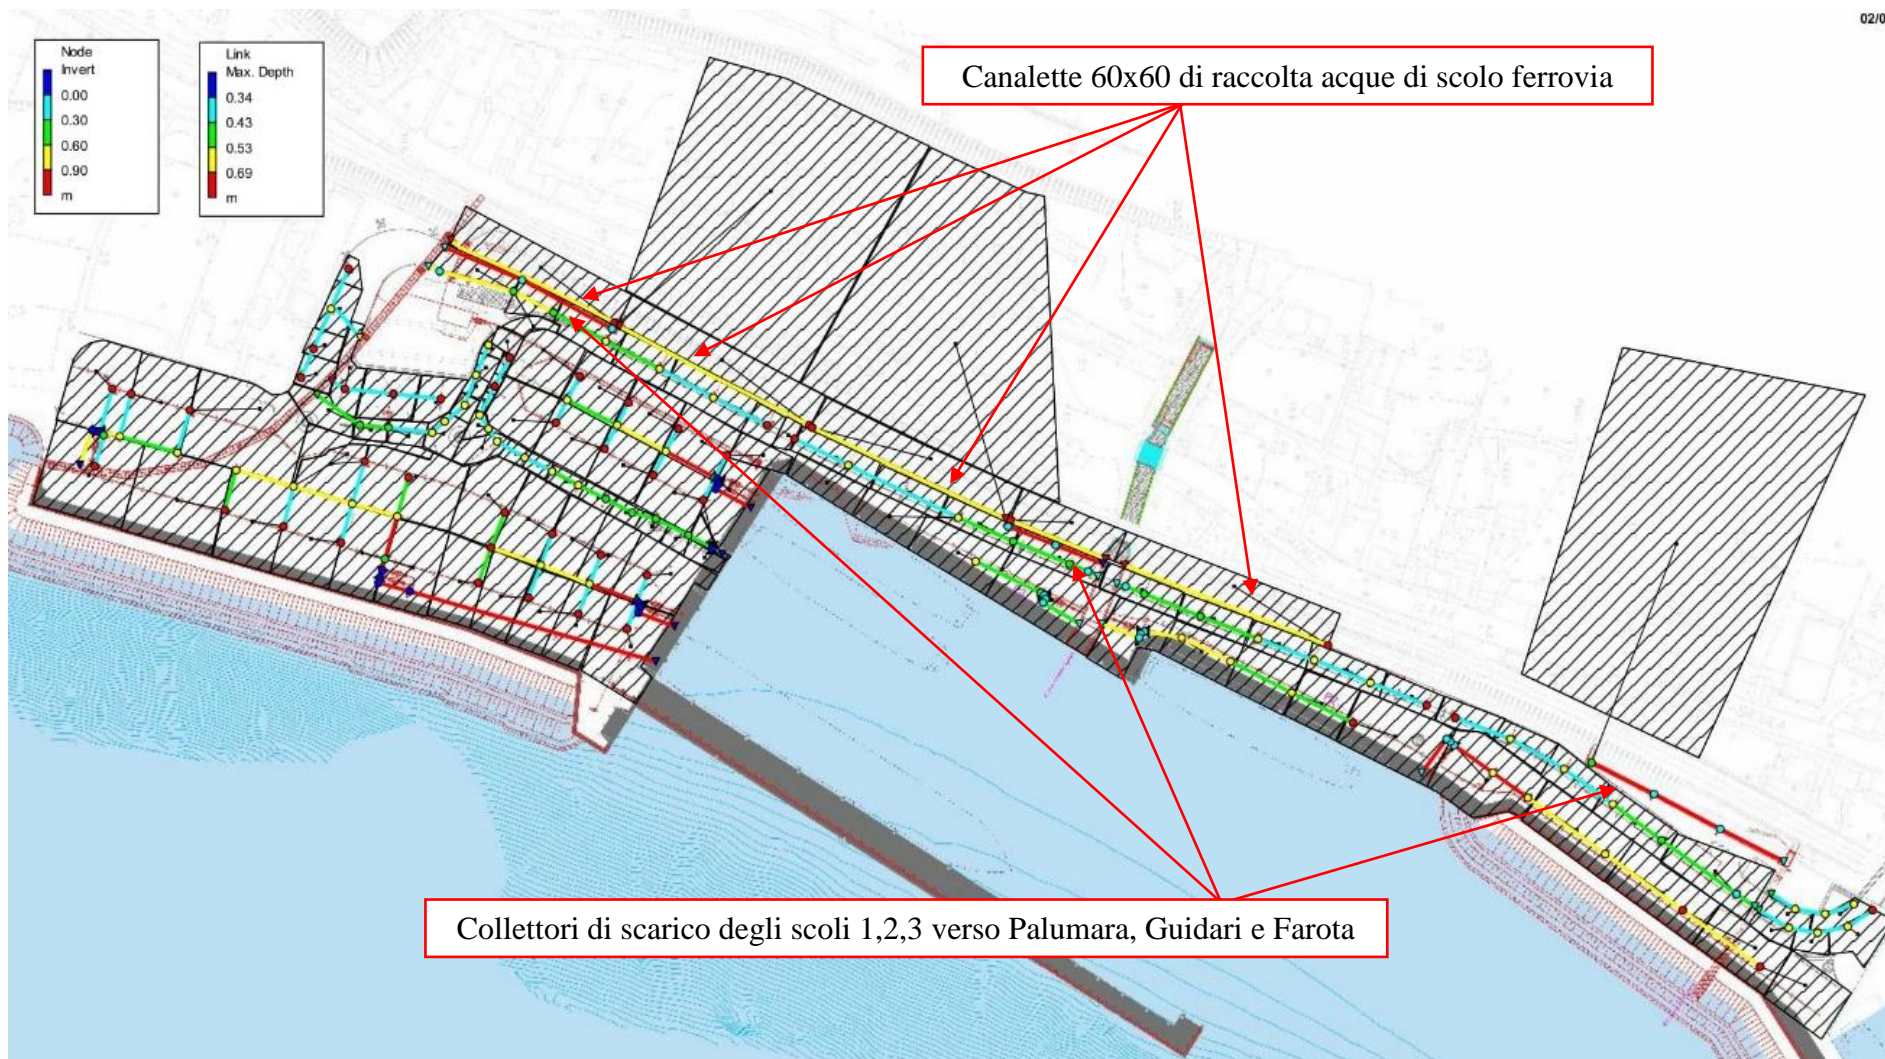 02/0
Node
Invert
0.00
0.30
0.60
0.90
m
Link
Max. Depth
0.34
0.43
0.53
0.69
m
Canalette 60x60 di raccolta acque di scolo ferrovia
Collettori di scarico degli scoli 1,2,3 verso Palumara, Guidari e Farota